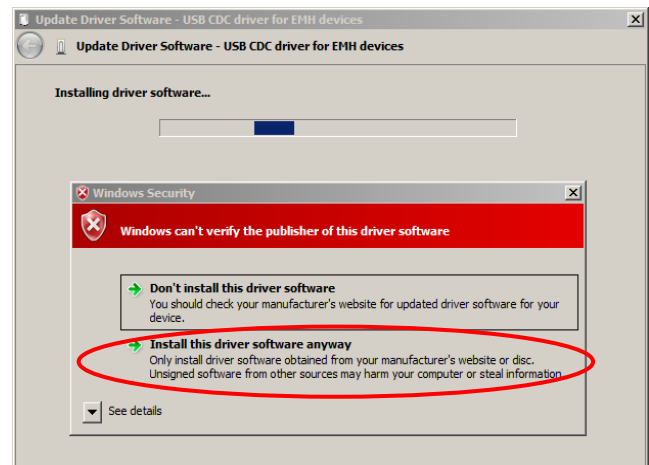 Update Driver Software - USB CDC driver for EMH devices
Update Driver Software - USB CDC driver for EMH devices
Installing driver software...
Windows Security
Windows can't verify the publisher of this driver software
Don't install this driver software
You should check your manufacturer's website for updated driver software for your
device.
Install this driver software anyway
Only install driver software obtained from your manufacturer's website or disc.
Unsigned software from other sources may harm your computer or steal information.
See details